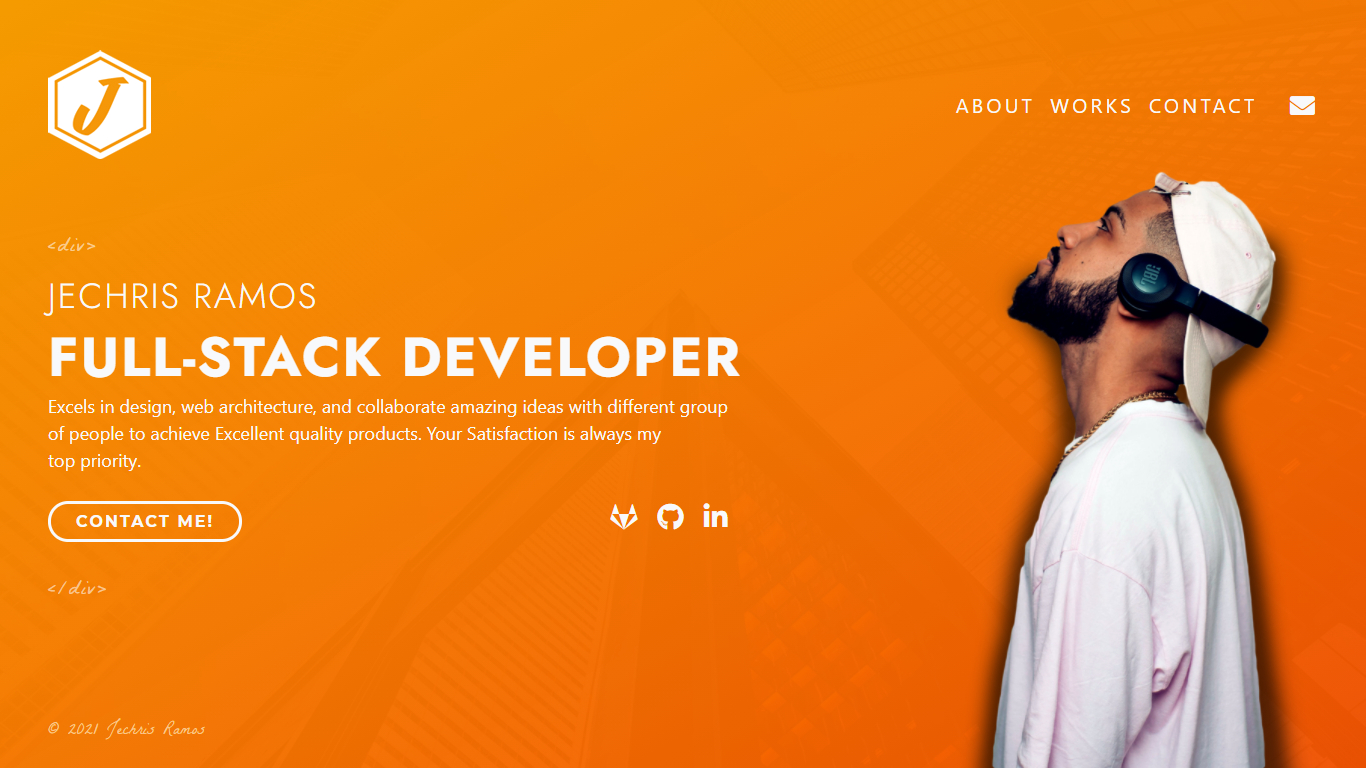 J
ABOUT WORKS CONTACT
<div>
JECHRIS RAMOS
FULL-STACK DEVELOPER
Excels in design, web architecture, and collaborate amazing ideas with different group
of people to achieve Excellent quality products. Your Satisfaction is always my
top priority.
CONTACT ME!
in
</div>
© 2021 Jechris Ramos
JBL